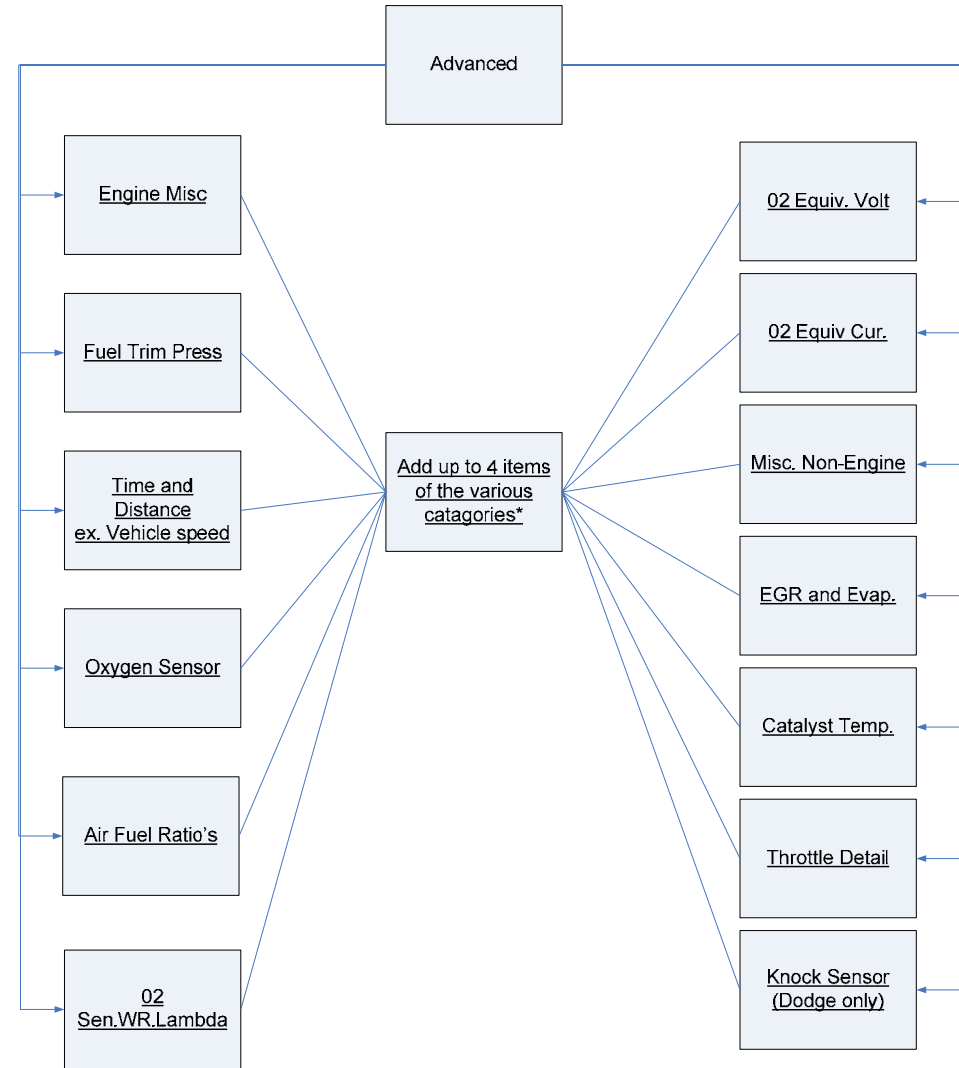 Advanced
Engine Misc
02 Equiv. Volt
Fuel Trim Press
02 Equiv Cur.
Time and
Distance
ex. Vehicle speed
Add up to 4 items
of the various
catagories*
Misc. Non-Engine
EGR and Evap.
Oxygen Sensor
Catalyst Temp.
Air Fuel Ratio’s
Throttle Detail
02
Sen.WR.Lambda
Knock Sensor
(Dodge only)